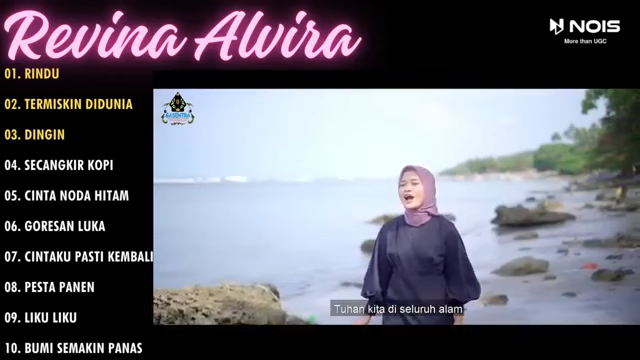 Revina Alvira
NOIS
More than UGC
01. RINDU
02. TERMISKIN DIDUNIA
03. DINGIN
04. SECANGKIR KOPI
05. CINTA NODA HITAM
06. GORESAN LUKA
07. CINTAKU PASTI KEMBALI
08. PESTA PANEN
09. LIKU LIKU
10. BUMI SEMAKIN PANAS
Tuhan kita di seluruh alam